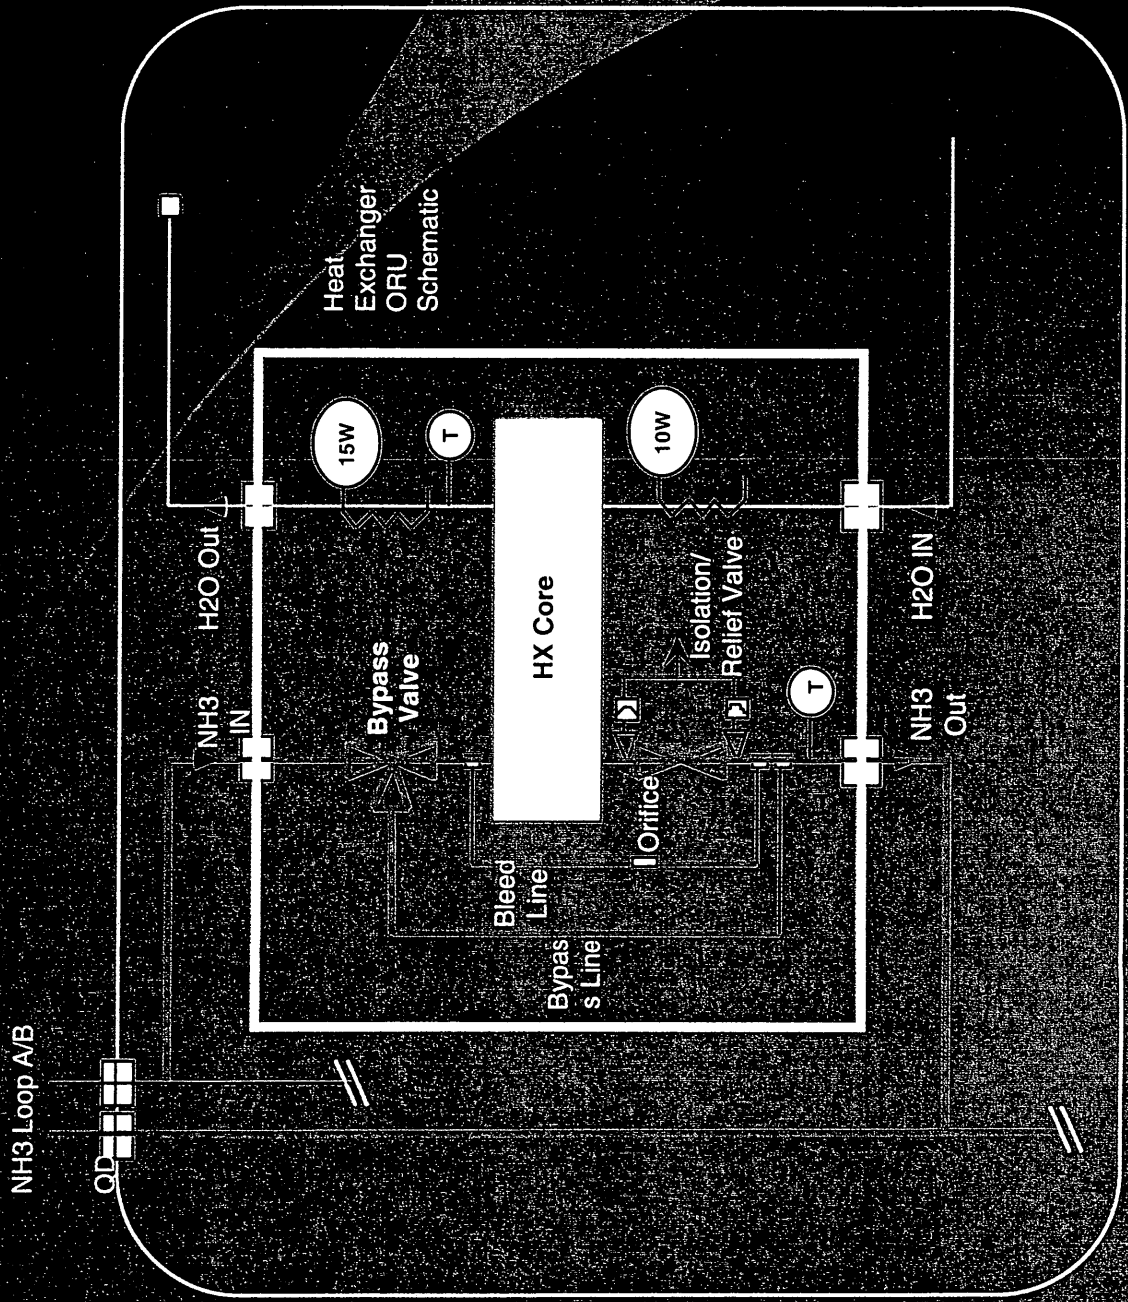 NH3 Loop A/B
QD
NH3
IN
H2O Out
Heat
Exchanger
ORU
Schematic
Bypass
Valve
15W
T
Bleed
Line
HX Core
Bypas
s Line
Orifice
Isolation/
Relief Valve
10W
T
NH3
Out
H2O IN